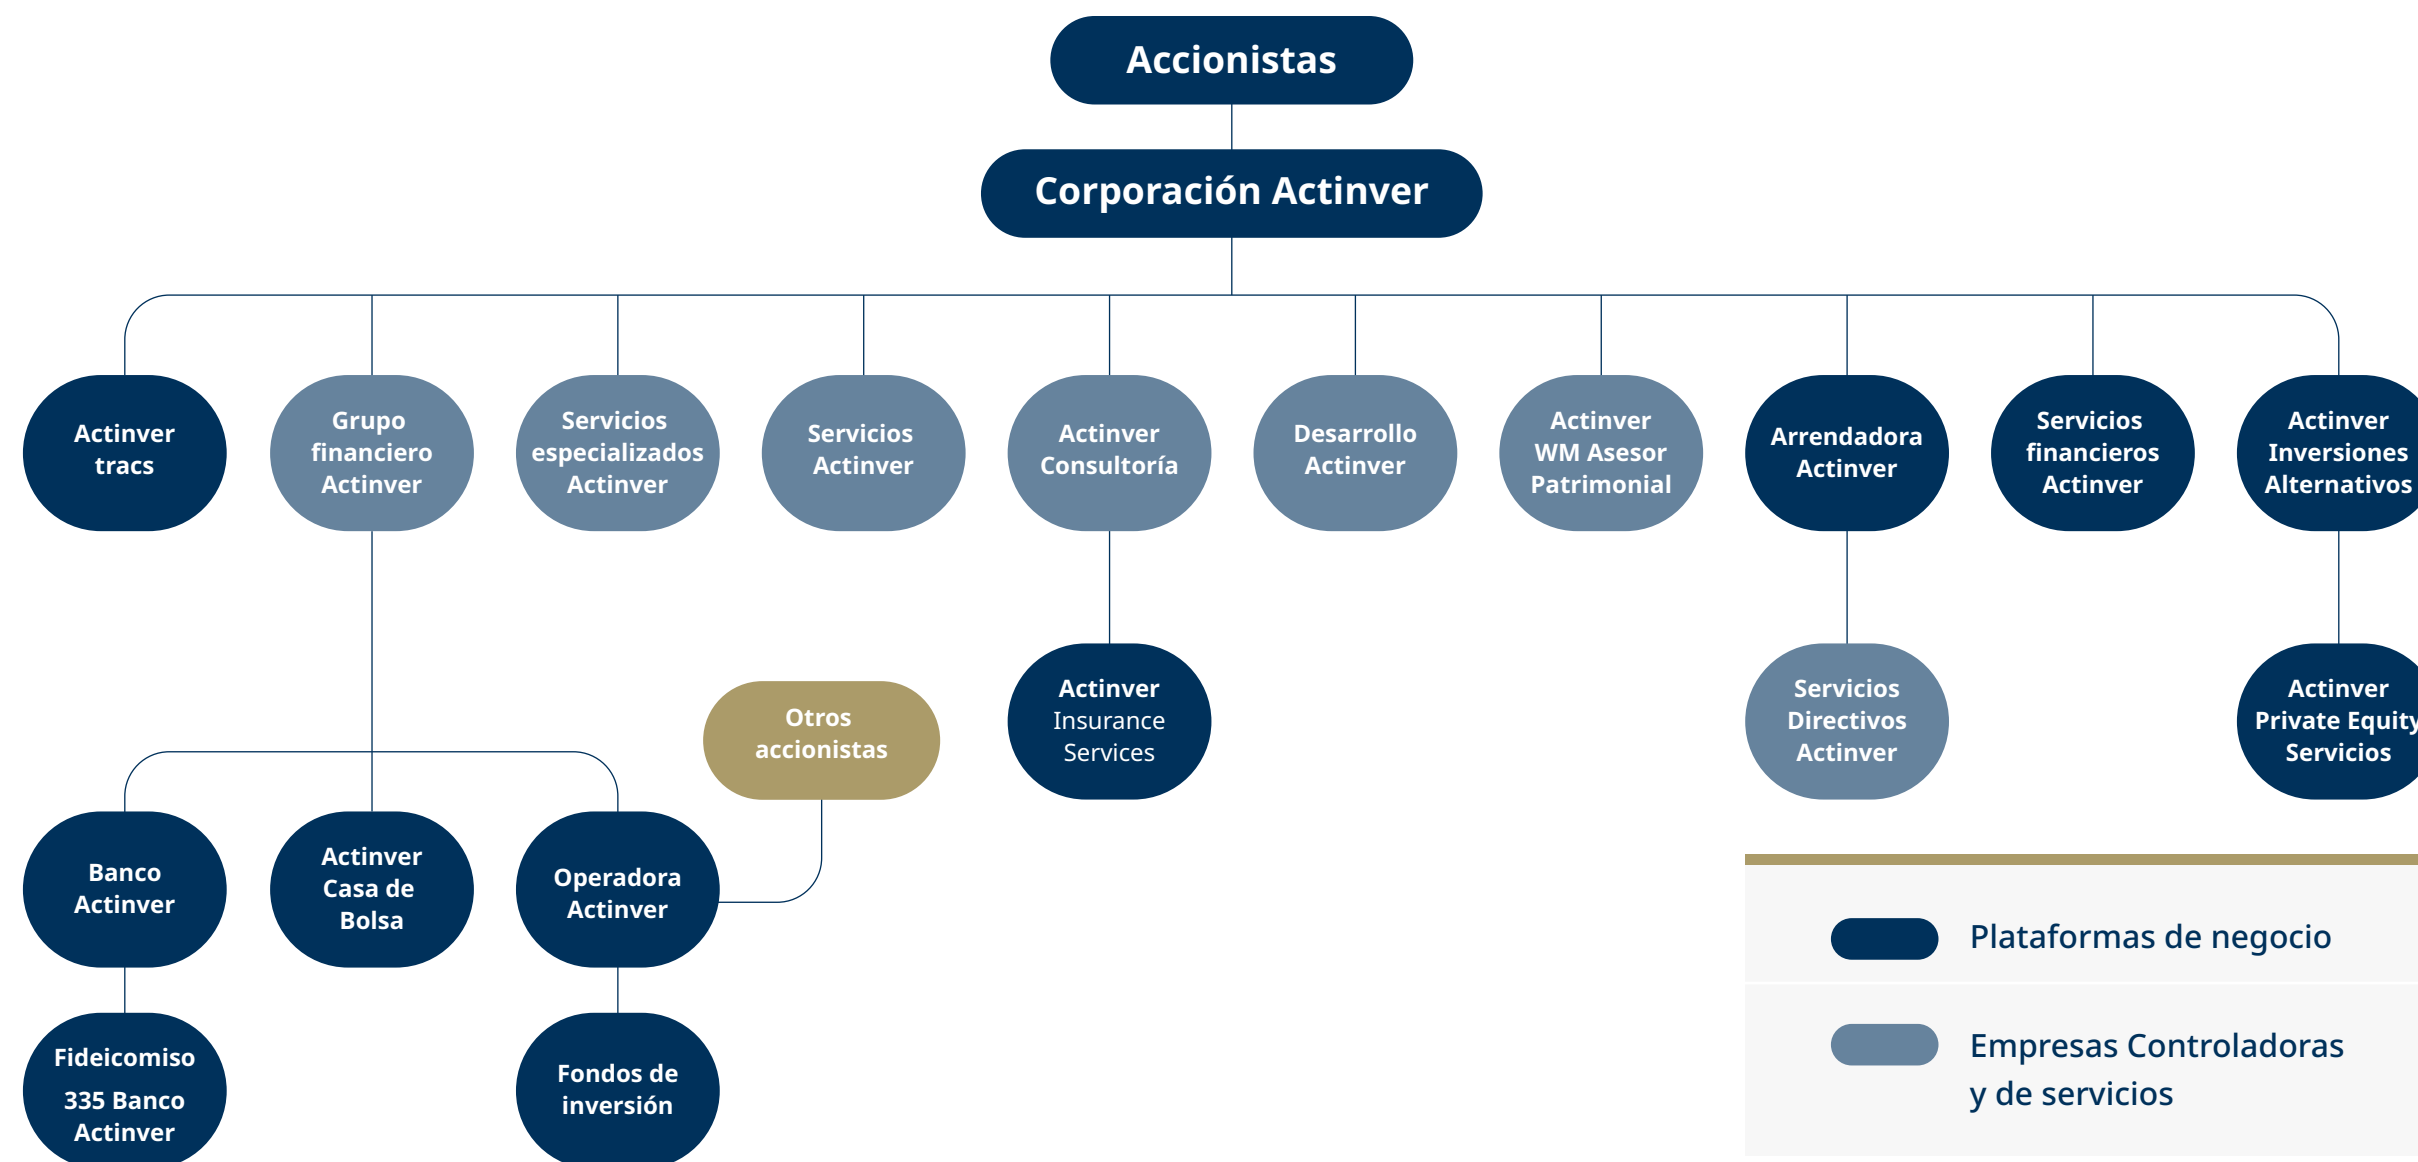 Accionistas
Corporación Actinver
Actinver
tracs
Grupo
financiero
Actinver
Servicios
especializados
Actinver
Servicios
Actinver
Actinver
Consultoría
Desarrollo
Actinver
Actinver
WM Asesor
Patrimonial
Arrendadora
Actinver
Servicios
financieros
Actinver
Actinver
Inversiones
Alternativos
Otros
accionistas
Actinver
Insurance
Services
Servicios
Directivos
Actinver
Actinver
Private Equity
Servicios
Banco
Actinver
Actinver
Casa de
Bolsa
Operadora
Actinver
Fideicomiso
335 Banco
Actinver
Fondos de
inversión
Plataformas de negocio
Empresas Controladoras
y de servicios